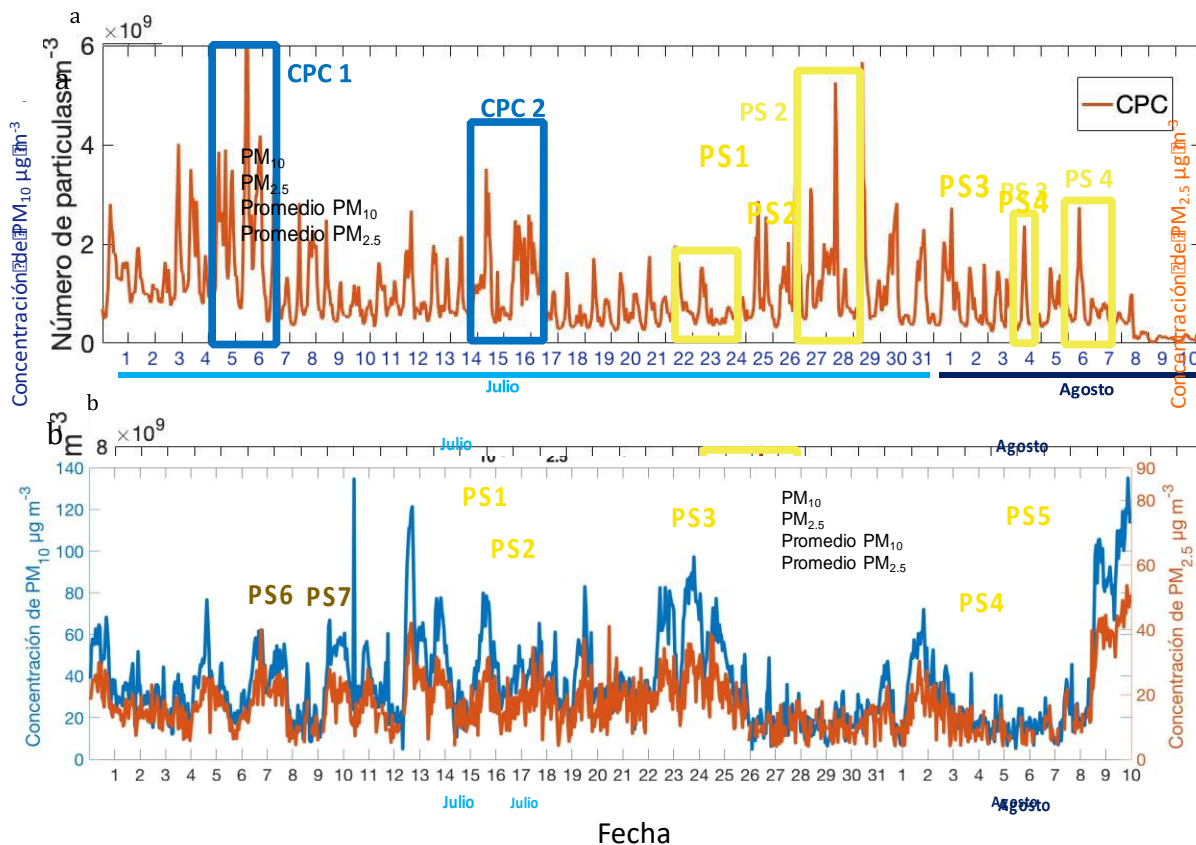 a
×10⁹
a
6
4
2
0
Número de particulas m⁻³
Concentración de PM₁₀ µg m⁻³
Concentración de PM₂.₅ µg m⁻³
CPC 1
CPC 2
PS 2
PS1
PS2
PS3
PS 3
PS4
PS 4
CPC
PM₁₀
PM₂.₅
Promedio PM₁₀
Promedio PM₂.₅
1 2 3 4 5 6 7 8 9 10 11 12 13 14 15 16 17 18 19 20 21 22 23 24 25 26 27 28 29 30 31 1 2 3 4 5 6 7 8 9 10
Julio
Agosto
b
b
m⁻³
8 ×10⁹
Julio
Agosto
10 2.5
140
120
100
80
60
40
20
0
Concentración de PM₁₀ µg m⁻³
90
80
70
60
50
40
30
20
10
0
Concentración de PM₂.₅ µg m⁻³
PS1
PS2
PS3
PS5
PS4
PS6 PS7
PM₁₀
PM₂.₅
Promedio PM₁₀
Promedio PM₂.₅
1 2 3 4 5 6 7 8 9 10 11 12 13 14 15 16 17 18 19 20 21 22 23 24 25 26 27 28 29 30 31 1 2 3 4 5 6 7 8 9 10
Julio
Julio
Agosto
Agosto
Fecha